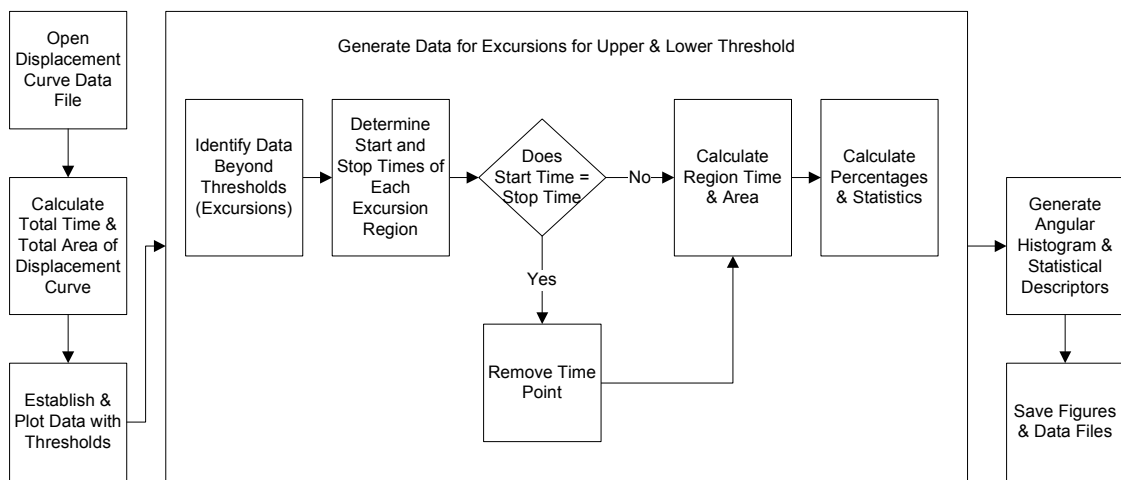 Open
Displacement
Curve Data
File
Calculate
Total Time &
Total Area of
Displacement
Curve
Establish &
Plot Data with
Thresholds
Generate Data for Excursions for Upper & Lower Threshold
Identify Data
Beyond
Thresholds
(Excursions)
Determine
Start and
Stop Times of
Each
Excursion
Region
Does
Start Time =
Stop Time
No
Yes
Remove Time
Point
Calculate
Region Time
& Area
Calculate
Percentages
& Statistics
Generate
Angular
Histogram &
Statistical
Descriptors
Save Figures
& Data Files